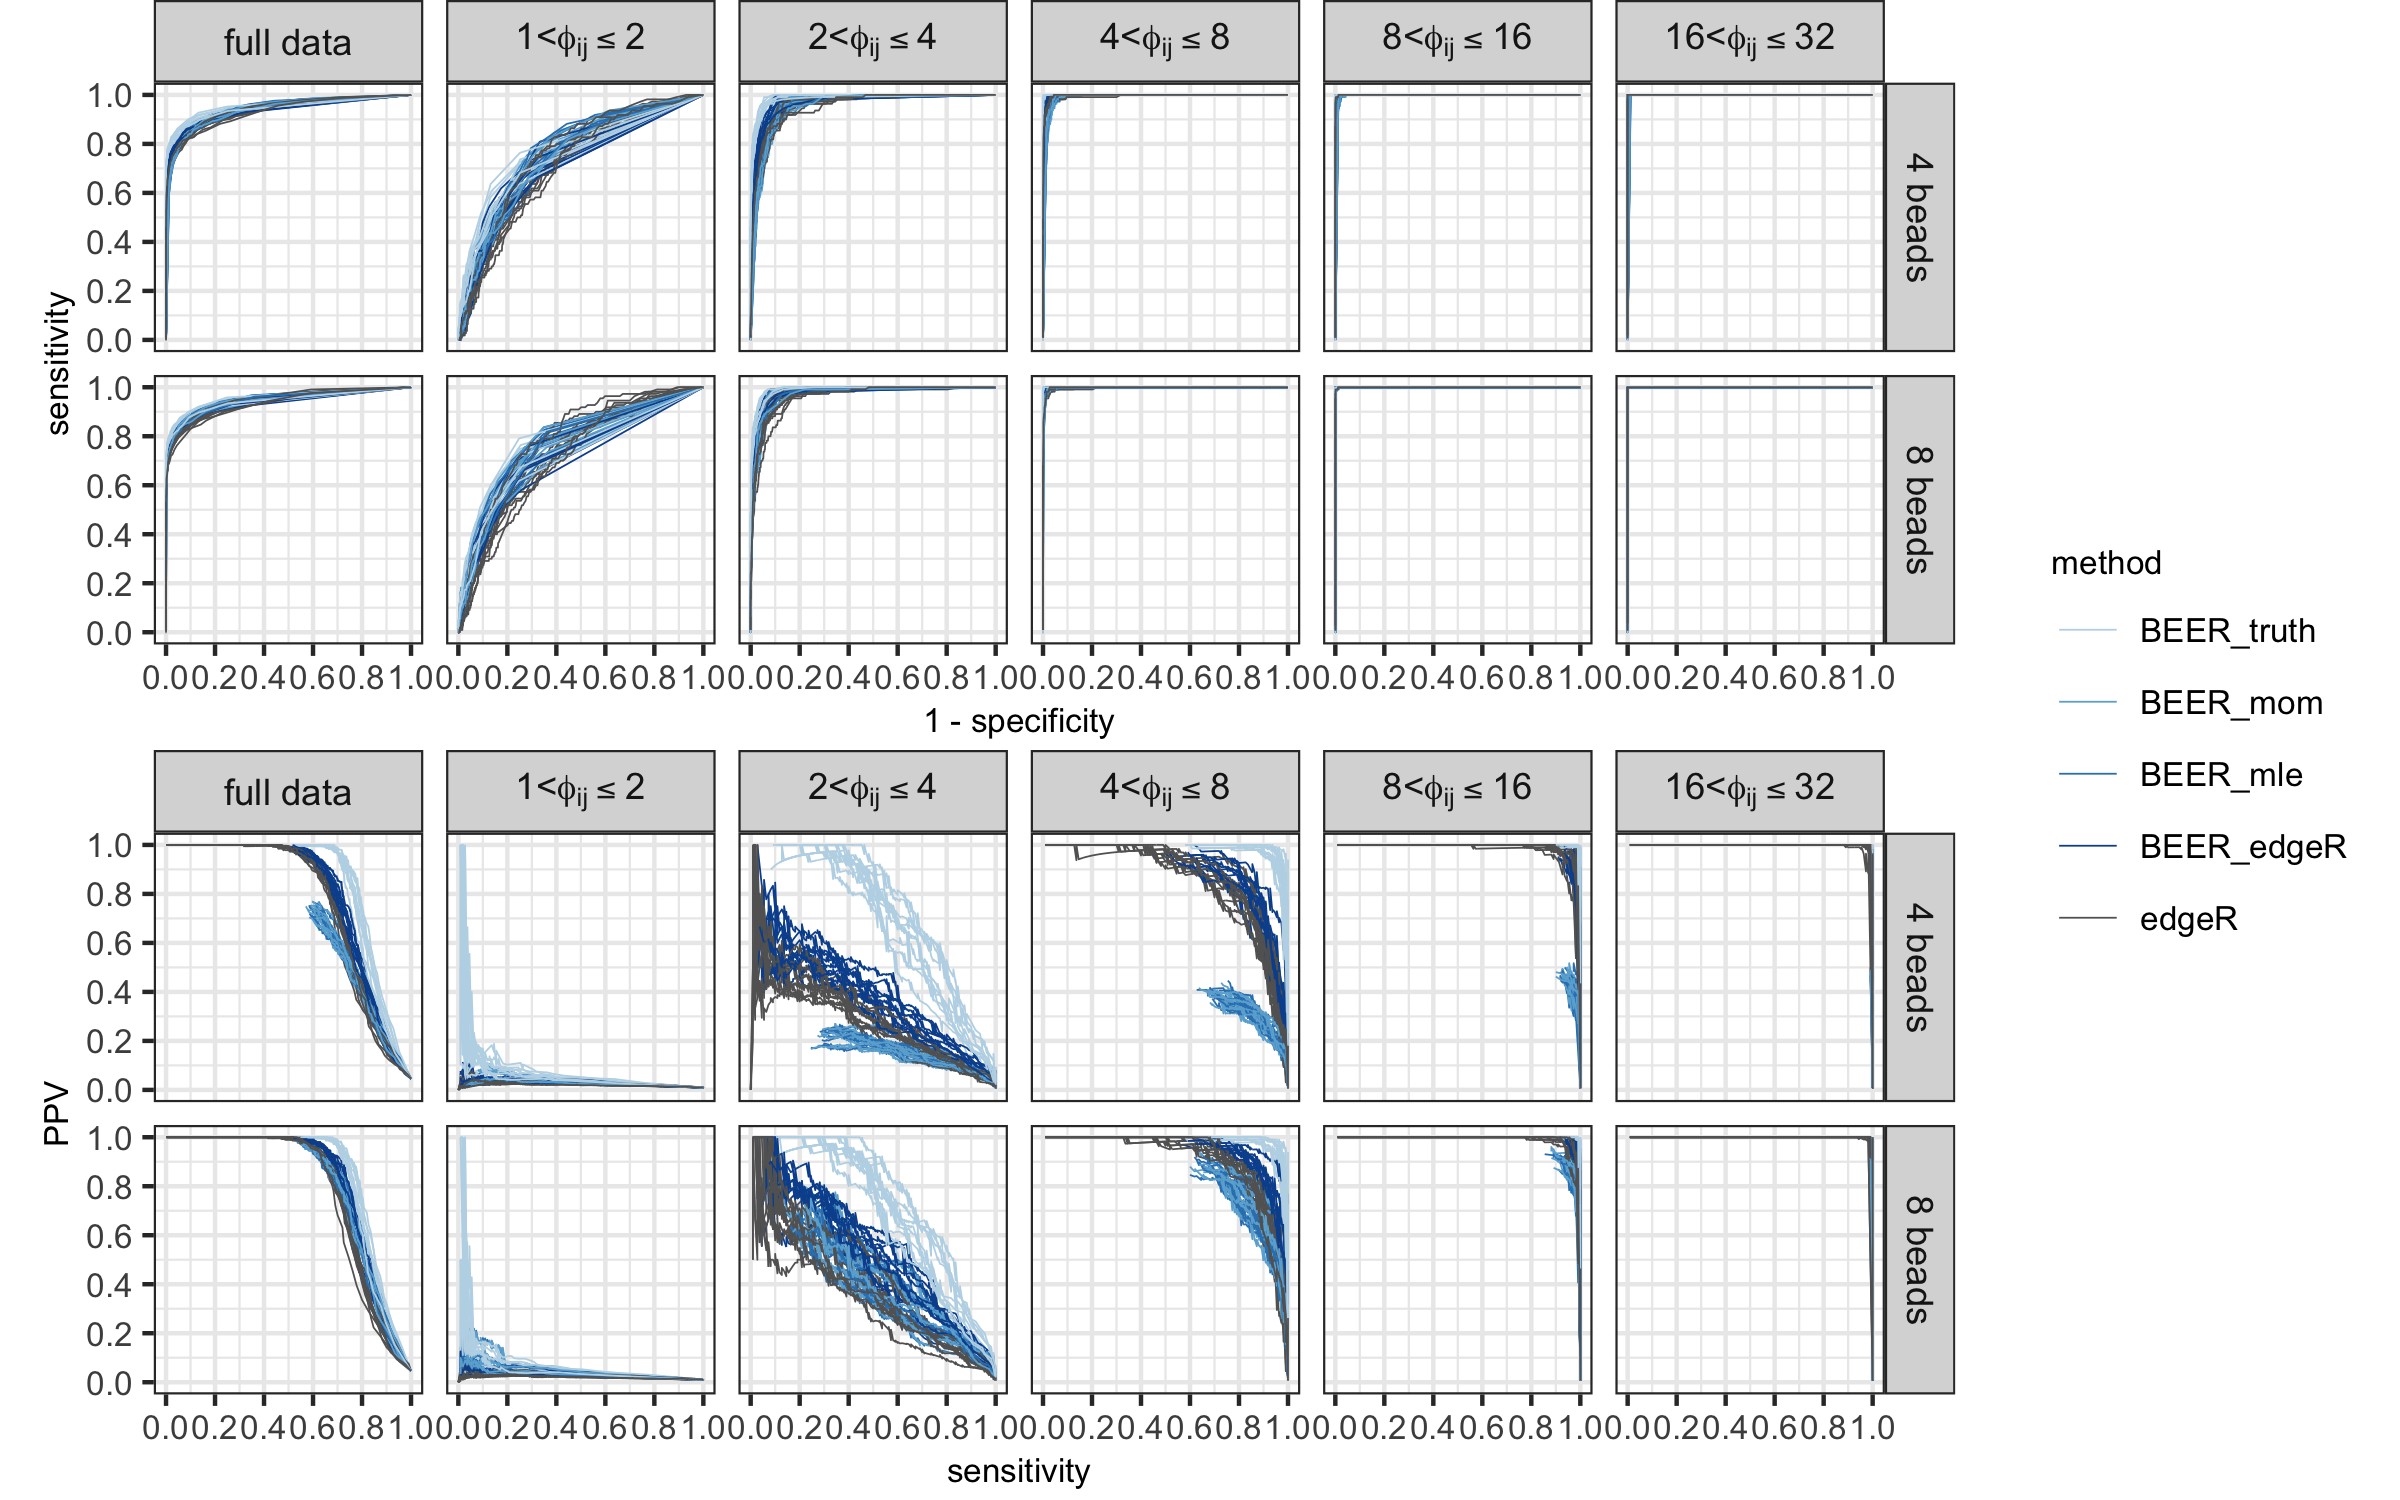 full data
1<ϕij ≤ 2
2<ϕij ≤ 4
4<ϕij ≤ 8
8<ϕij ≤ 16
16<ϕij ≤ 32
1.0
0.8
0.6
0.4
0.2
0.0
4 beads
sensitivity
1.0
0.8
0.6
0.4
0.2
0.0
8 beads
0.00.20.40.60.81.00.00.20.40.60.81.00.00.20.40.60.81.00.00.20.40.60.81.00.00.20.40.60.81.00.00.20.40.60.81.0
1 - specificity
full data
1<ϕij ≤ 2
2<ϕij ≤ 4
4<ϕij ≤ 8
8<ϕij ≤ 16
16<ϕij ≤ 32
1.0
0.8
0.6
0.4
0.2
0.0
4 beads
PPV
1.0
0.8
0.6
0.4
0.2
0.0
8 beads
0.00.20.40.60.81.00.00.20.40.60.81.00.00.20.40.60.81.00.00.20.40.60.81.00.00.20.40.60.81.00.00.20.40.60.81.0
sensitivity
method
BEER_truth
BEER_mom
BEER_mle
BEER_edgeR
edgeR